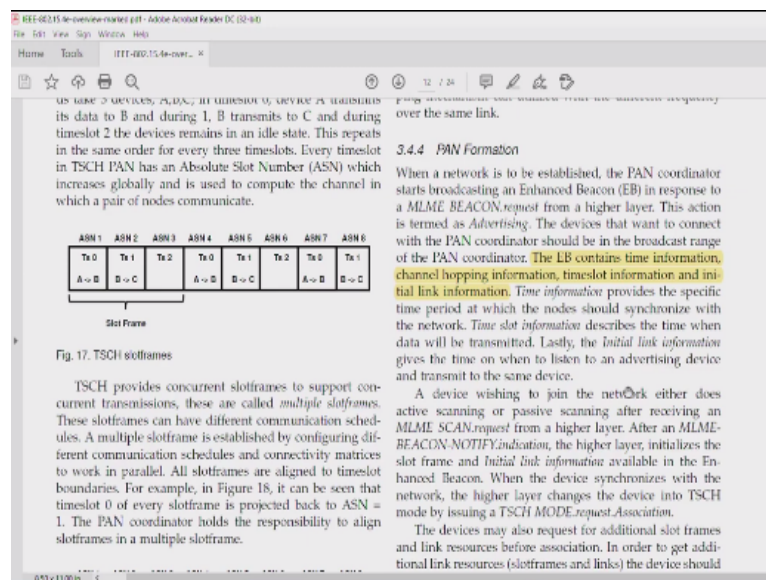 IEEE-802.15.4e-overview-marked.pdf - Adobe Acrobat Reader DC (32-bit)
File Edit View Sign Window Help
Home Tools IEEE-802.15.4e-over... ×
12 / 24
us take 3 devices, A,B,C, in timeslot 0, device A transmits
its data to B and during 1, B transmits to C and during
timeslot 2 the devices remains in an idle state. This repeats
in the same order for every three timeslots. Every timeslot
in TSCH PAN has an Absolute Slot Number (ASN) which
increases globally and is used to compute the channel in
which a pair of nodes communicate.
ASN 1 ASN 2 ASN 3 ASN 4 ASN 5 ASN 6 ASN 7 ASN 8
Ts 0 Ts 1 Ts 2 Ts 0 Ts 1 Ts 2 Ts 0 Ts 1
A -> B B -> C A -> B B -> C A -> B B -> C
Slot Frame
Fig. 17. TSCH slotframes
TSCH provides concurrent slotframes to support con-
current transmissions, these are called multiple slotframes.
These slotframes can have different communication sched-
ules. A multiple slotframe is established by configuring dif-
ferent communication schedules and connectivity matrices
to work in parallel. All slotframes are aligned to timeslot
boundaries. For example, in Figure 18, it can be seen that
timeslot 0 of every slotframe is projected back to ASN =
1. The PAN coordinator holds the responsibility to align
slotframes in a multiple slotframe.
over the same link.
3.4.4 PAN Formation
When a network is to be established, the PAN coordinator
starts broadcasting an Enhanced Beacon (EB) in response to
a MLME BEACON.request from a higher layer. This action
is termed as Advertising. The devices that want to connect
with the PAN coordinator should be in the broadcast range
of the PAN coordinator. The EB contains time information,
channel hopping information, timeslot information and ini-
tial link information. Time information provides the specific
time period at which the nodes should synchronize with
the network. Time slot information describes the time when
data will be transmitted. Lastly, the Initial link information
gives the time on when to listen to an advertising device
and transmit to the same device.
A device wishing to join the network either does
active scanning or passive scanning after receiving an
MLME SCAN.request from a higher layer. After an MLME-
BEACON-NOTIFY.indication, the higher layer, initializes the
slot frame and Initial link information available in the En-
hanced Beacon. When the device synchronizes with the
network, the higher layer changes the device into TSCH
mode by issuing a TSCH MODE.request.Association.
The devices may also request for additional slot frames
and link resources before association. In order to get addi-
tional link resources (slotframes and links) the device should